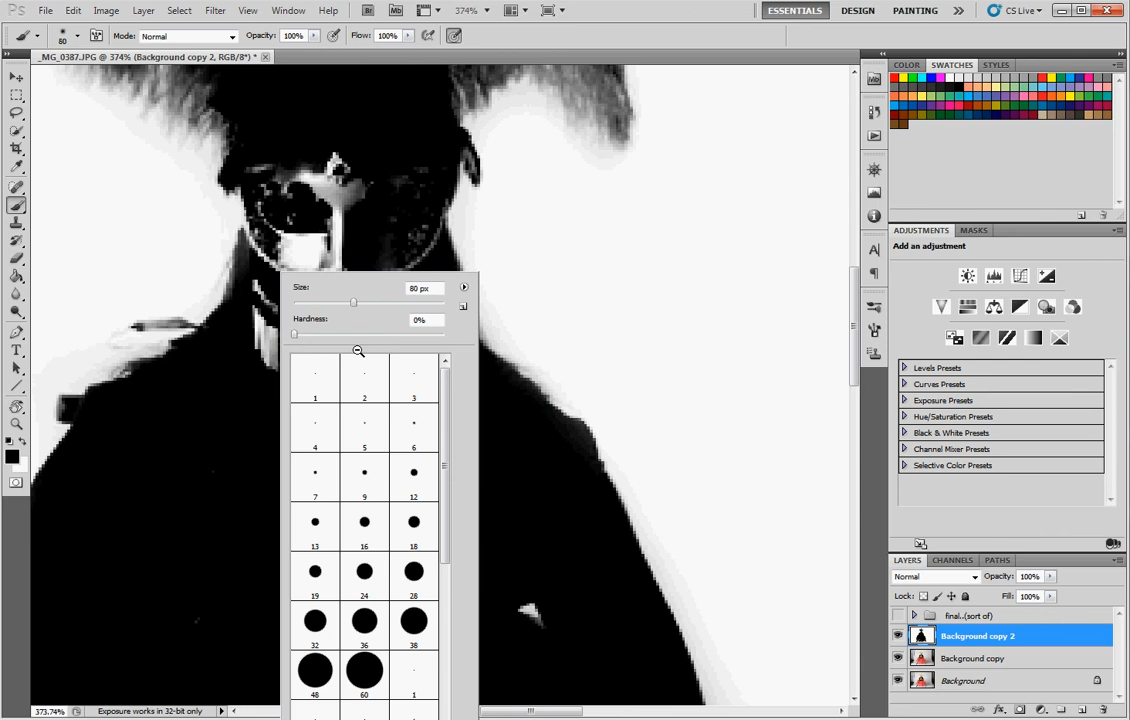 Ps File Edit Image Layer Select Filter Analysis 3D View Window Help Br Mb 374% ESSENTIALS DESIGN PAINTING CS Live
80 Mode: Normal Opacity: 100% Flow: 100%
_MG_0387.JPG @ 374% (Background copy 2, RGB/8*) *
COLOR SWATCHES STYLES
Mb
ADJUSTMENTS MASKS
Add an adjustment
Size: 80 px
Hardness: 0%
1 2 3
4 5 6
7 9 12
13 16 18
19 24 28
32 36 38
48 60 1
Levels Presets
Curves Presets
Exposure Presets
Hue/Saturation Presets
Black & White Presets
Channel Mixer Presets
Selective Color Presets
LAYERS CHANNELS PATHS
Normal Opacity: 100%
Lock: Fill: 100%
final..(sort of)
Background copy 2
Background copy
Background
373.74% Exposure works in 32-bit only